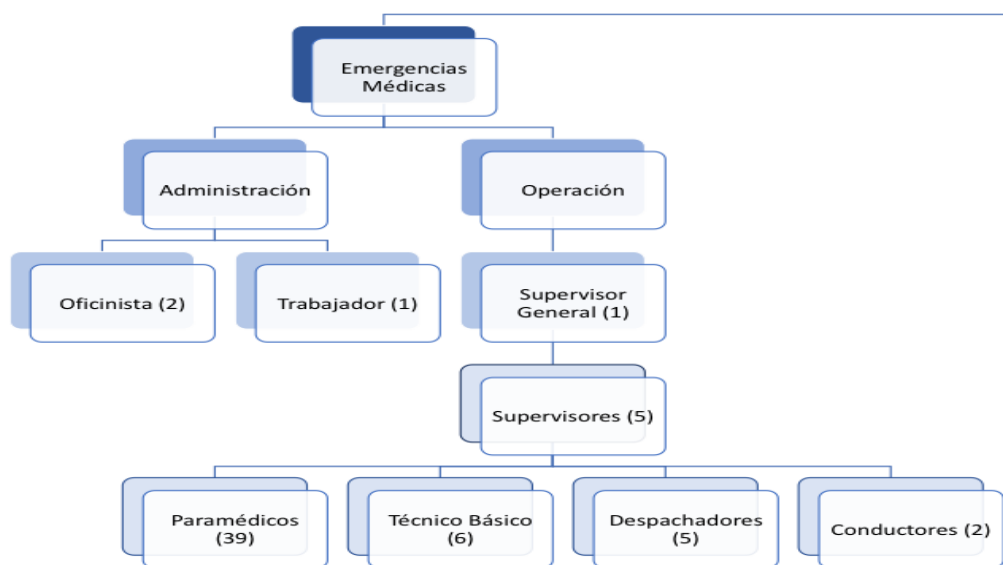 Emergencias
Médicas
Administración
Operación
Oficinista (2)
Trabajador (1)
Supervisor
General (1)
Supervisores (5)
Paramédicos
(39)
Técnico Básico
(6)
Despachadores
(5)
Conductores (2)